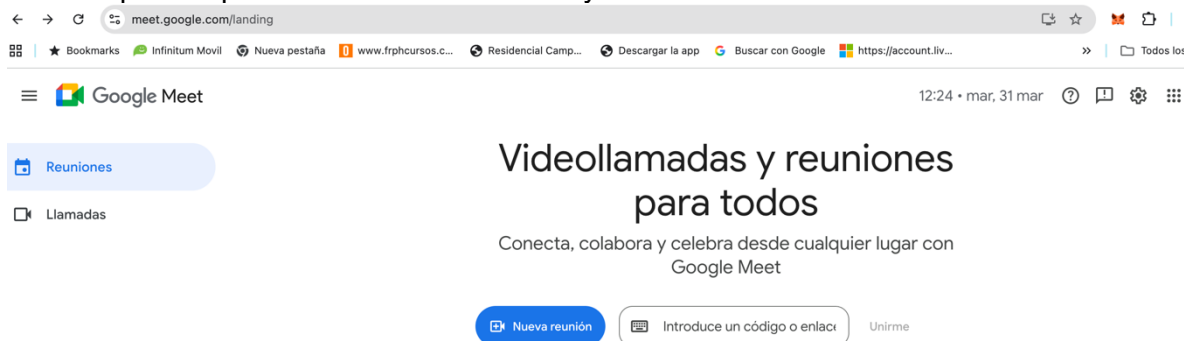 meet.google.com/landing
Bookmarks Infinitum Movil Nueva pestaña www.frphcursos.c... Residencial Camp... Descargar la app Buscar con Google https://account.liv... » Todos los
Google Meet 12:24 • mar, 31 mar
Reuniones
Llamadas
Videollamadas y reuniones
para todos
Conecta, colabora y celebra desde cualquier lugar con
Google Meet
Nueva reunión Introduce un código o enlace Unirme